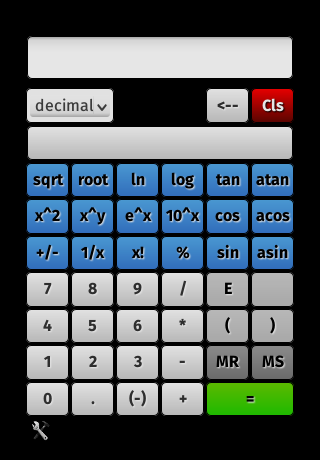 decimal <-- Cls
sqrt root ln log tan atan
x^2 x^y e^x 10^x cos acos
+/- 1/x x! % sin asin
7 8 9 / E
4 5 6 * ( )
1 2 3 - MR MS
0 . (-) + =